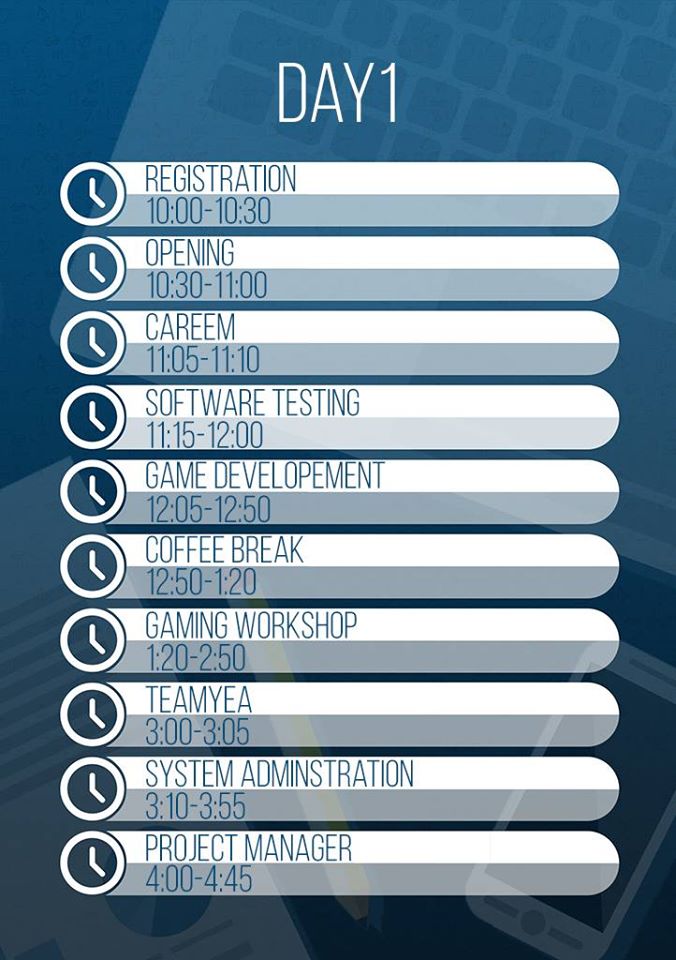 DAY1
REGISTRATION
10:00-10:30
OPENING
10:30-11:00
CAREEM
11:05-11:10
SOFTWARE TESTING
11:15-12:00
GAME DEVELOPEMENT
12:05-12:50
COFFEE BREAK
12:50-1:20
GAMING WORKSHOP
1:20-2:50
TEAMYEA
3:00-3:05
SYSTEM ADMINSTRATION
3:10-3:55
PROJECT MANAGER
4:00-4:45